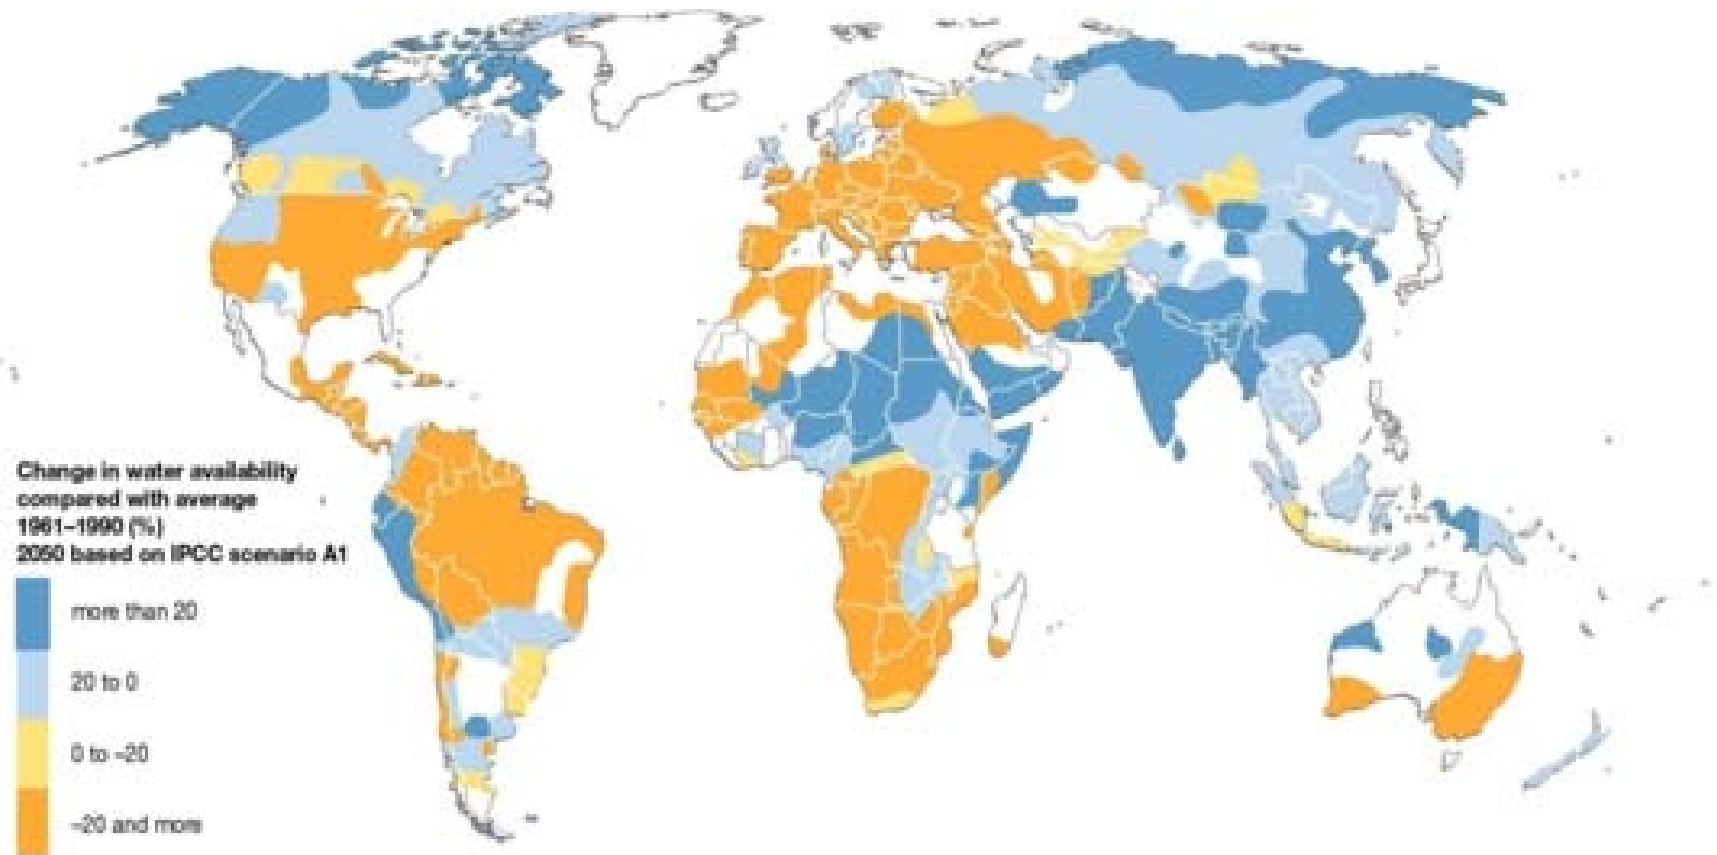 Change in water availability
compared with average
1961–1990 (%)
2050 based on IPCC scenario A1
more than 20
20 to 0
0 to –20
–20 and more